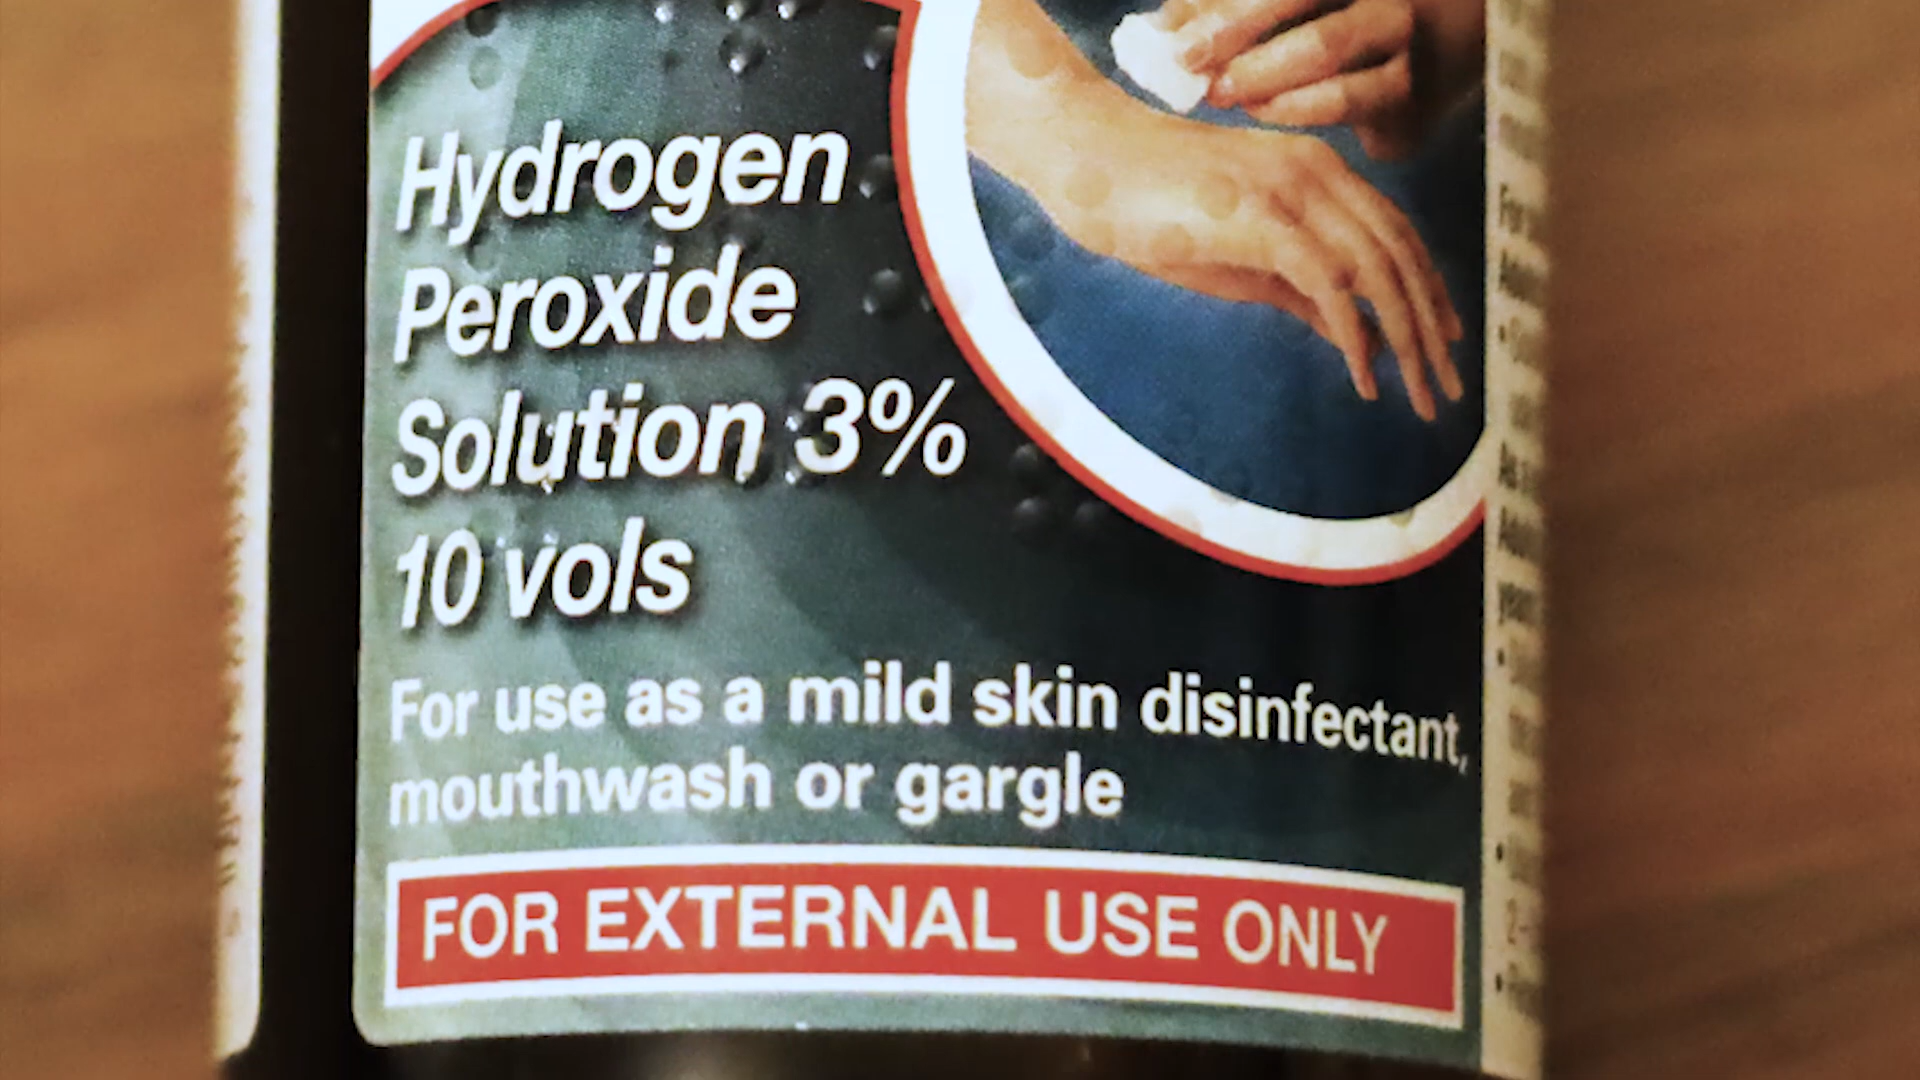 Hydrogen
Peroxide
Solution 3%
10 vols
For use as a mild skin disinfectant,
mouthwash or gargle
FOR EXTERNAL USE ONLY